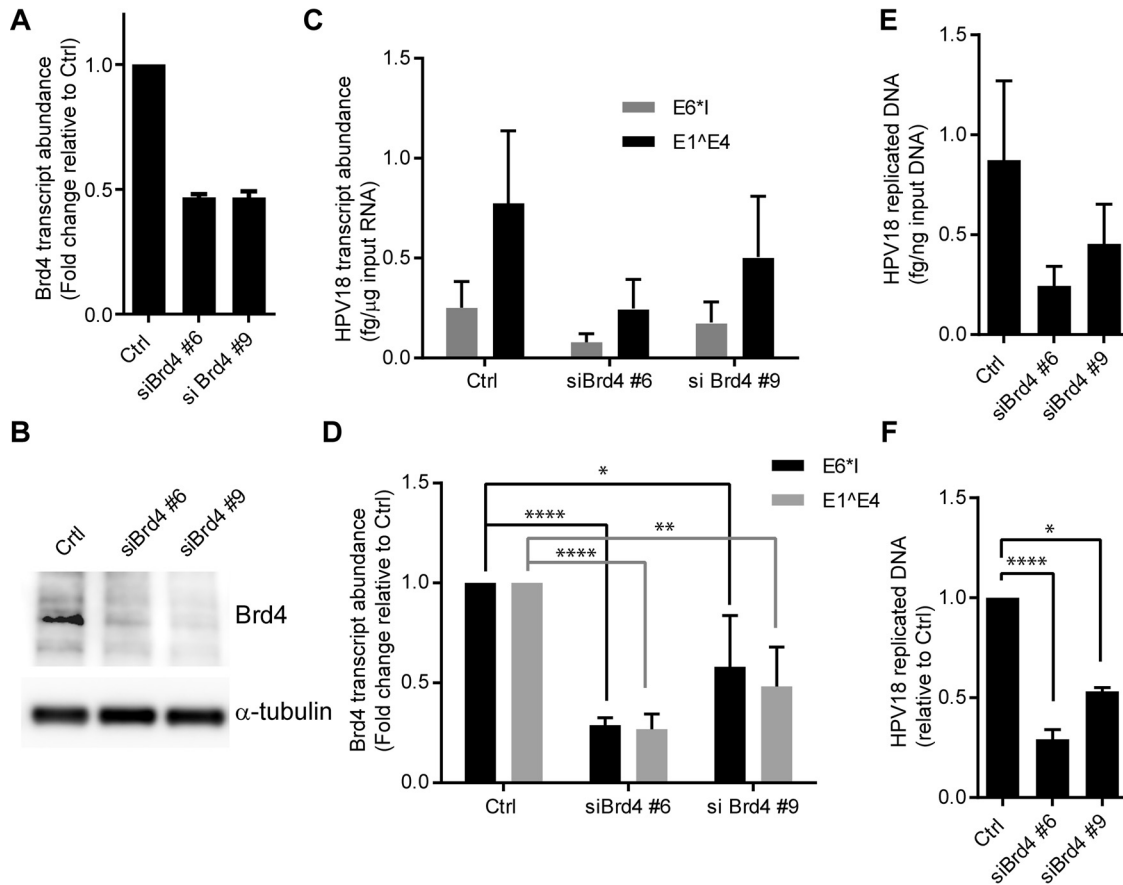 A
Brd4 transcript abundance
(Fold change relative to Ctrl)
1.0
0.5
0.0
Ctrl
siBrd4 #6
si Brd4 #9
B
Crtl
siBrd4 #6
siBrd4 #9
Brd4
α-tubulin
C
HPV18 transcript abundance
(fg/μg input RNA)
1.5
1.0
0.5
0.0
E6*I
E1^E4
Ctrl
siBrd4 #6
si Brd4 #9
D
Brd4 transcript abundance
(Fold change relative to Ctrl)
1.5
1.0
0.5
0.0
E6*I
E1^E4
*
****
**
****
Ctrl
siBrd4 #6
si Brd4 #9
E
HPV18 replicated DNA
(fg/ng input DNA)
1.5
1.0
0.5
0.0
Ctrl
siBrd4 #6
siBrd4 #9
F
HPV18 replicated DNA
(relative to Ctrl)
1.5
1.0
0.5
0.0
*
****
Ctrl
siBrd4 #6
siBrd4 #9